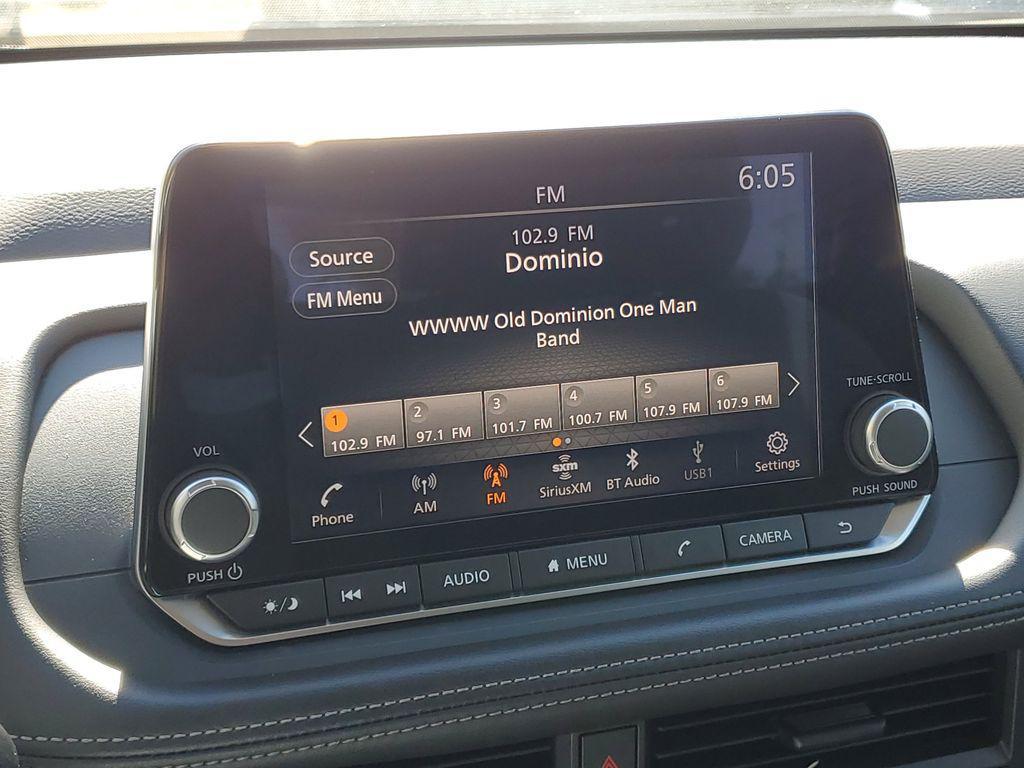 6:05
FM
102.9 FM
Dominio
Source
FM Menu
WWWW Old Dominion One Man
Band
1 2 3 4 5 6
102.9 FM 97.1 FM 101.7 FM 100.7 FM 107.9 FM 107.9 FM
Phone AM FM sxm SiriusXM BT Audio USB1 Settings
VOL
PUSH
TUNE·SCROLL
PUSH SOUND
AUDIO MENU CAMERA